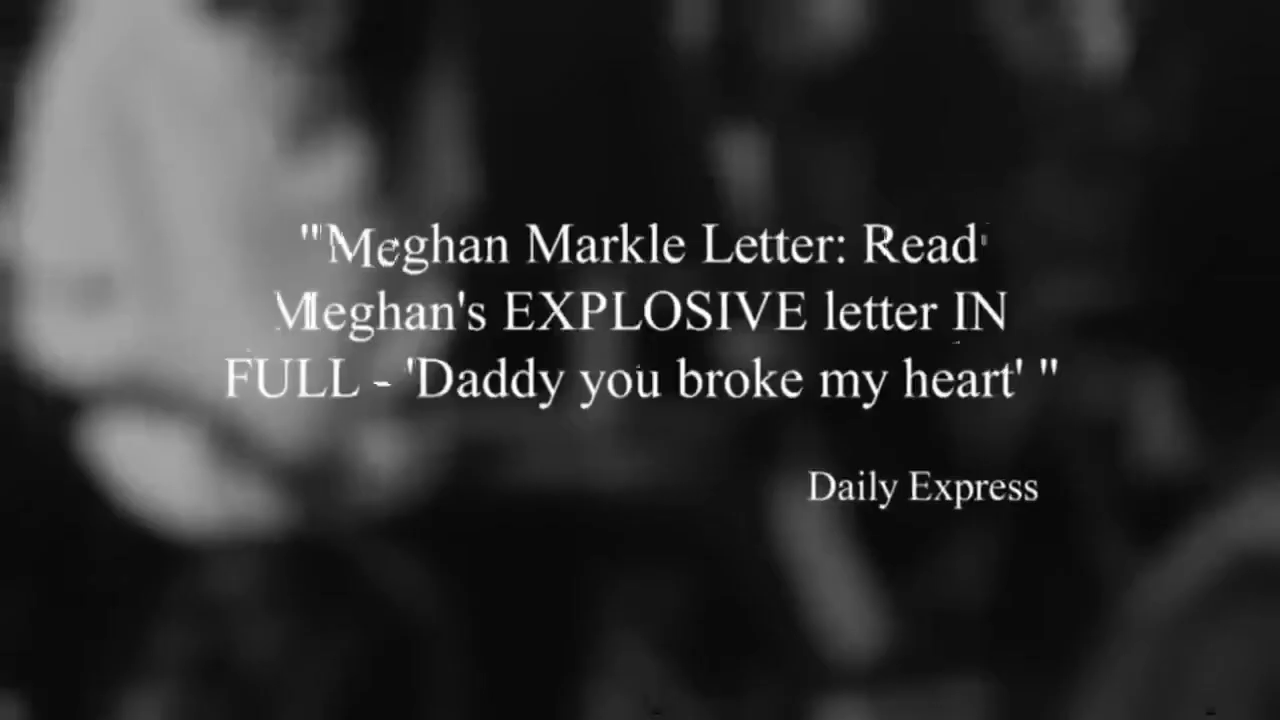 "Meghan Markle Letter: Read
Meghan's EXPLOSIVE letter IN
FULL - 'Daddy you broke my heart' "
Daily Express